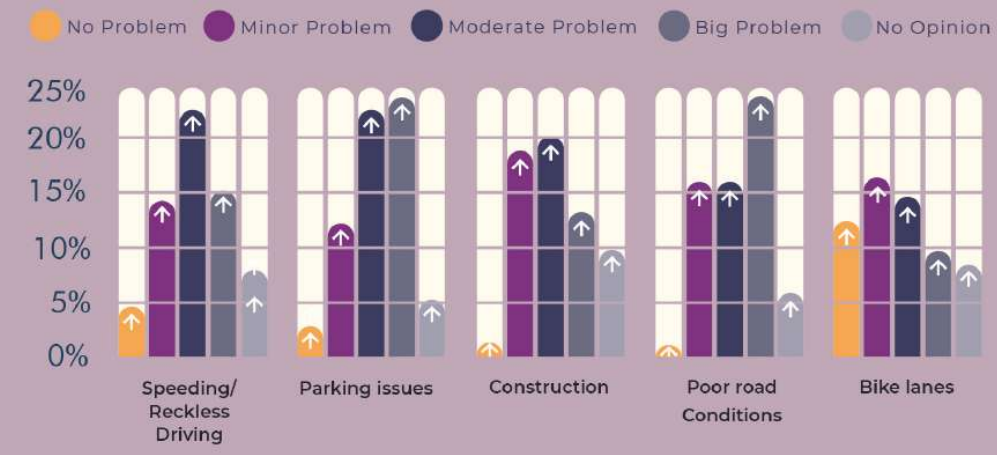 No Problem Minor Problem Moderate Problem Big Problem No Opinion
25%
20%
15%
10%
5%
0%
Speeding/
Reckless
Driving
Parking issues
Construction
Poor road
Conditions
Bike lanes